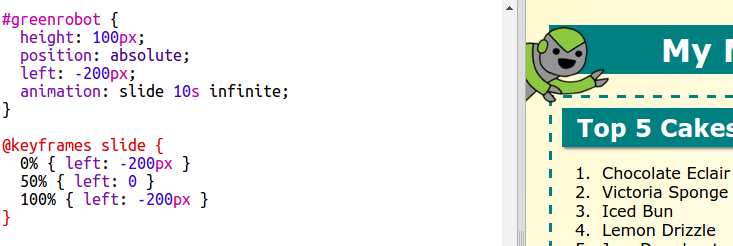 #greenrobot {
  height: 100px;
  position: absolute;
  left: -200px;
  animation: slide 10s infinite;
}

@keyframes slide {
  0% { left: -200px }
  50% { left: 0 }
  100% { left: -200px }
}
My
Top 5 Cakes
1. Chocolate Eclair
2. Victoria Sponge
3. Iced Bun
4. Lemon Drizzle